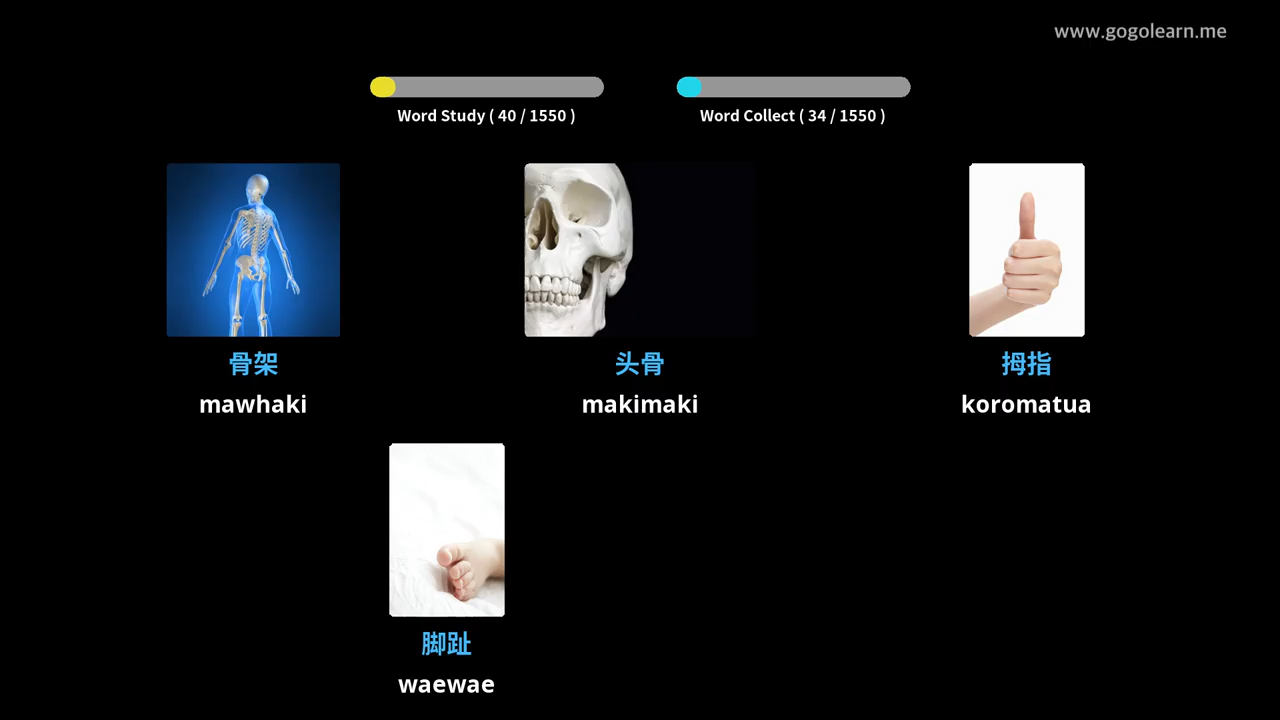 www.gogolearn.me
Word Study ( 40 / 1550 )
Word Collect ( 34 / 1550 )
骨架
头骨
拇指
mawhaki
makimaki
koromatua
脚趾
waewae